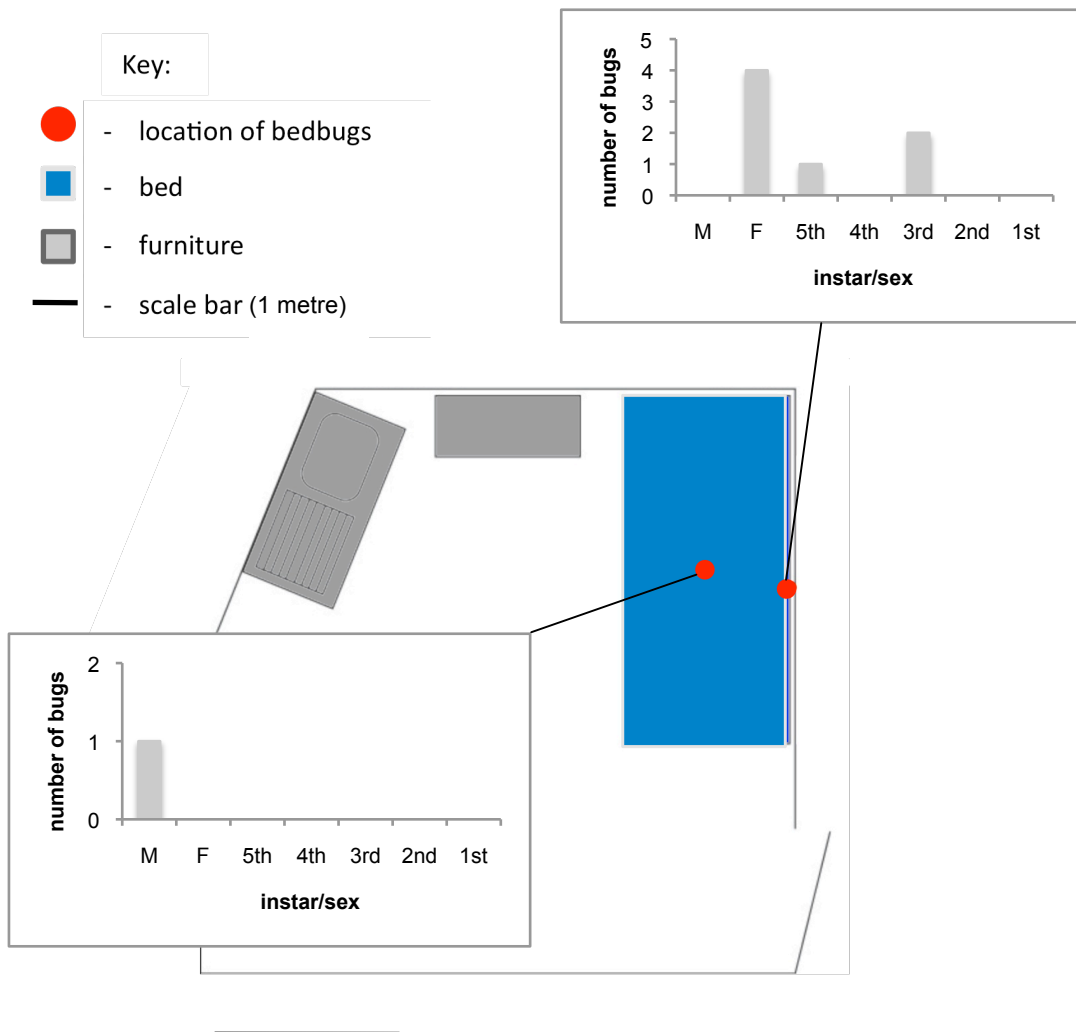 Key:
- location of bedbugs
- bed
- furniture
- scale bar (1 metre)
number of bugs
5
4
3
2
1
0
M F 5th 4th 3rd 2nd 1st
instar/sex
number of bugs
2
1
0
M F 5th 4th 3rd 2nd 1st
instar/sex